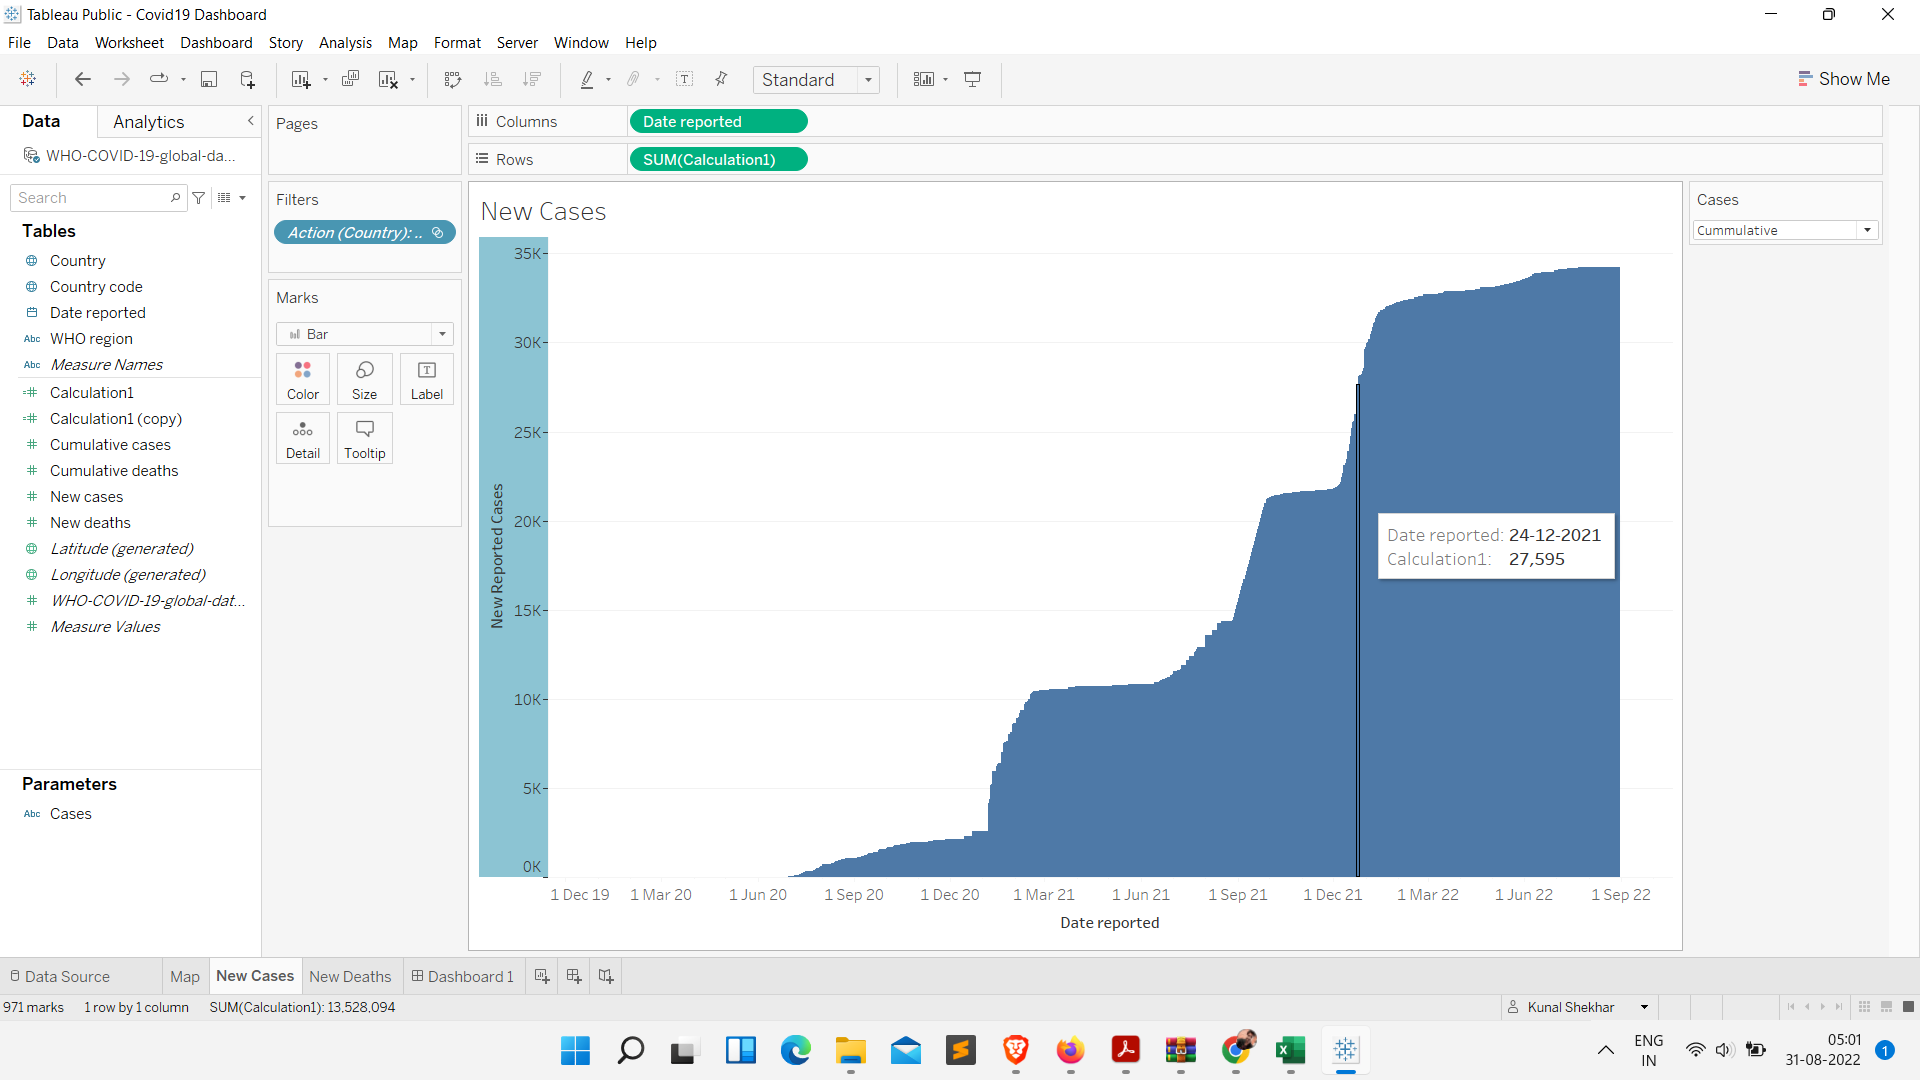 Tableau Public - Covid19 Dashboard
File Data Worksheet Dashboard Story Analysis Map Format Server Window Help
Standard
Show Me
Data Analytics
WHO-COVID-19-global-da...
Search
Tables
Country
Country code
Date reported
Abc WHO region
Abc Measure Names
Calculation1
Calculation1 (copy)
Cumulative cases
Cumulative deaths
New cases
New deaths
Latitude (generated)
Longitude (generated)
WHO-COVID-19-global-dat...
Measure Values
Parameters
Abc Cases
Pages
Filters
Action (Country): ..
Marks
Bar
Color Size Label
Detail Tooltip
Columns Date reported
Rows SUM(Calculation1)
New Cases
35K
30K
25K
20K
15K
10K
5K
0K
New Reported Cases
Date reported: 24-12-2021
Calculation1: 27,595
1 Dec 19 1 Mar 20 1 Jun 20 1 Sep 20 1 Dec 20 1 Mar 21 1 Jun 21 1 Sep 21 1 Dec 21 1 Mar 22 1 Jun 22 1 Sep 22
Date reported
Cases
Cummulative
Data Source Map New Cases New Deaths Dashboard 1
971 marks 1 row by 1 column SUM(Calculation1): 13,528,094
Kunal Shekhar
ENG
IN
05:01
31-08-2022
1